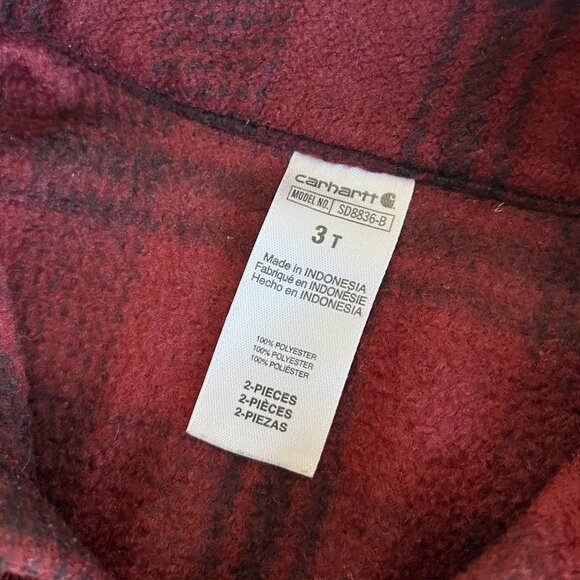 carhartt
MODEL NO. SD8836-B
3 T
Made in INDONESIA
Fabriqué en INDONÉSIE
Hecho en INDONESIA
100% POLYESTER
100% POLYESTER
100% POLIÉSTER
2-PIECES
2-PIÈCES
2-PIEZAS